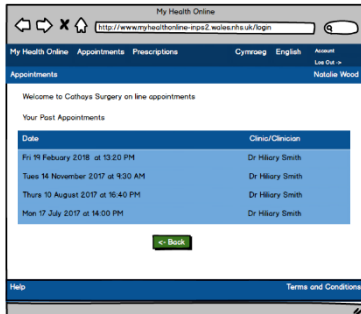 My Health Online
http://www.myhealthonline-inps2.wales.nhs.uk/login
My Health Online Appointments Prescriptions Cymraeg English Account
Log Out ->
Appointments Natalie Wood
Welcome to Cathays Surgery on line appointments
Your Past Appointments
Date Clinic/Clinician
Fri 19 Febuary 2018 at 13:20 PM Dr Hiliary Smith
Tues 14 November 2017 at 9:30 AM Dr Hiliary Smith
Thurs 10 August 2017 at 16:40 PM Dr Hiliary Smith
Mon 17 July 2017 at 14:00 PM Dr Hiliary Smith
<- Back
Help Terms and Conditions